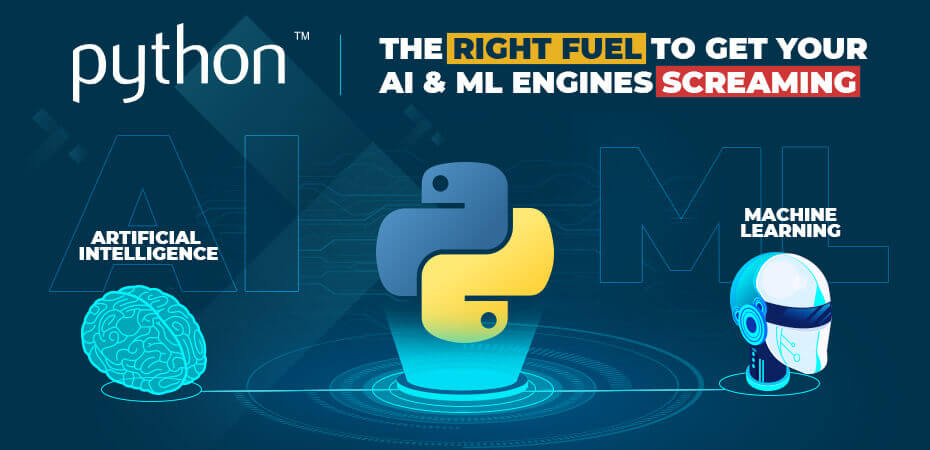 python™
THE RIGHT FUEL TO GET YOUR
AI & ML ENGINES SCREAMING
AI
ML
ARTIFICIAL
INTELLIGENCE
MACHINE
LEARNING